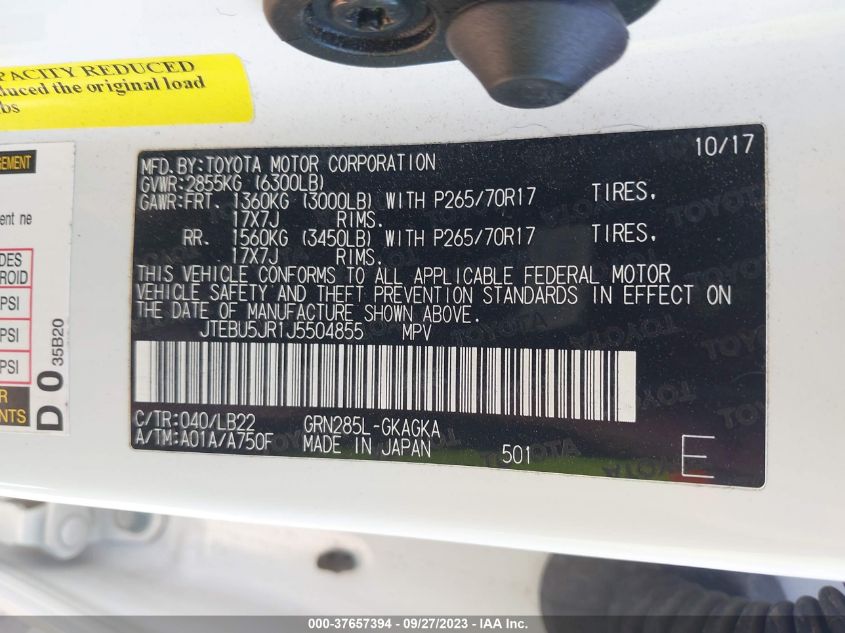 PACITY REDUCED
duced the original load
bs
GEMENT
ent ne
DES
ROID
PSI
PSI
PSI
R
ENTS
D 0 35B20
10/17
MFD.BY:TOYOTA MOTOR CORPORATION
GVWR:2855KG (6300LB)
GAWR:FRT. 1360KG (3000LB) WITH P265/70R17 TIRES,
17X7J RIMS.
RR. 1560KG (3450LB) WITH P265/70R17 TIRES,
17X7J RIMS.
THIS VEHICLE CONFORMS TO ALL APPLICABLE FEDERAL MOTOR
VEHICLE SAFETY AND THEFT PREVENTION STANDARDS IN EFFECT ON
THE DATE OF MANUFACTURE SHOWN ABOVE.
JTEBU5JR1J5504855 MPV
C/TR:040/LB22 GRN285L-GKAGKA
A/TM:A01A/A750F MADE IN JAPAN 501 E
000-37657394 - 09/27/2023 - IAA Inc.